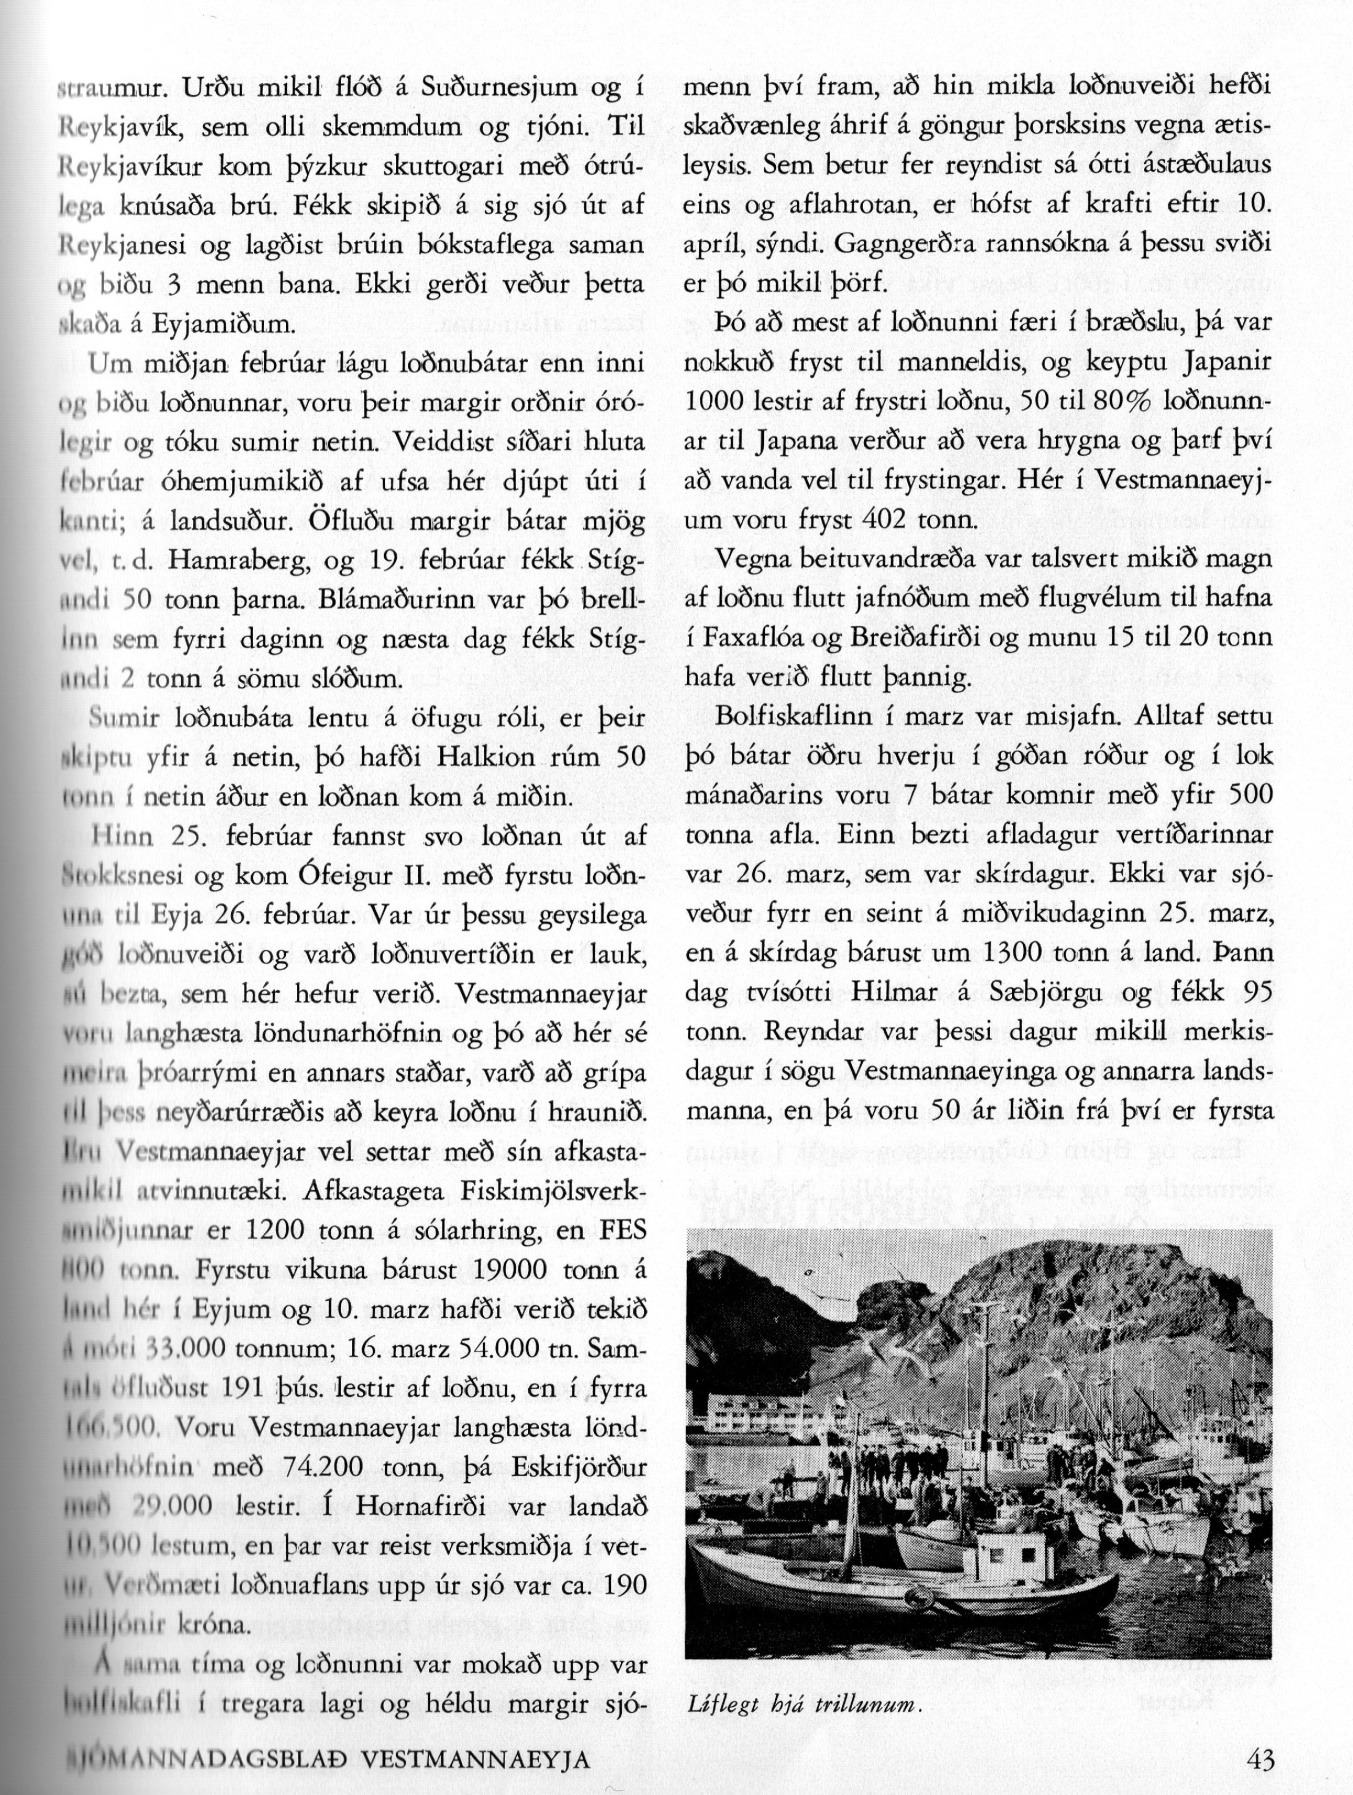 straumur. Urðu mikil flóð á Suðurnesjum og í
Reykjavík, sem olli skemmdum og tjóni. Til
Reykjavíkur kom þýzkur skuttogari með ótrú-
lega knúsaða brú. Fékk skipið á sig sjó út af
Reykjanesi og lagðist brúin bókstaflega saman
og biðu 3 menn bana. Ekki gerði veður þetta
skaða á Eyjamiðum.
Um miðjan febrúar lágu loðnubátar enn inni
og biðu loðnunnar, voru þeir margir orðnir óró-
legir og tóku sumir netin. Veiddist síðari hluta
febrúar óhemjumikið af ufsa hér djúpt úti í
kanti; á landsuður. Öfluðu margir bátar mjög
vel, t. d. Hamraberg, og 19. febrúar fékk Stíg-
andi 50 tonn þarna. Blámaðurinn var þó brell-
inn sem fyrri daginn og næsta dag fékk Stíg-
andi 2 tonn á sömu slóðum.
Sumir loðnubáta lentu á öfugu róli, er þeir
skiptu yfir á netin, þó hafði Halkion rúm 50
tonn í netin áður en loðnan kom á miðin.
Hinn 25. febrúar fannst svo loðnan út af
Stokksnesi og kom Ófeigur II. með fyrstu loðn-
una til Eyja 26. febrúar. Var úr þessu geysilega
góð loðnuveiði og varð loðnuvertíðin er lauk,
sú bezta, sem hér hefur verið. Vestmannaeyjar
voru langhæsta löndunarhöfnin og þó að hér sé
meira þróarrými en annars staðar, varð að grípa
til þess neyðarúrræðis að keyra loðnu í hraunið.
Eru Vestmannaeyjar vel settar með sín afkasta-
mikil atvinnutæki. Afkastageta Fiskimjölsverk-
smiðjunnar er 1200 tonn á sólarhring, en FES
800 tonn. Fyrstu vikuna bárust 19000 tonn á
land hér í Eyjum og 10. marz hafði verið tekið
á móti 33.000 tonnum; 16. marz 54.000 tn. Sam-
tals öfluðust 191 þús. lestir af loðnu, en í fyrra
166.500. Voru Vestmannaeyjar langhæsta lönd-
unarhöfnin með 74.200 tonn, þá Eskifjörður
með 29.000 lestir. Í Hornafirði var landað
10.500 lestum, en þar var reist verksmiðja í vet-
ur. Verðmæti loðnuaflans upp úr sjó var ca. 190
milljónir króna.
Á sama tíma og loðnunni var mokað upp var
bolfiskafli í tregara lagi og héldu margir sjó-
menn því fram, að hin mikla loðnuveiði hefði
skaðvænleg áhrif á göngur þorsksins vegna ætis-
leysis. Sem betur fer reyndist sá ótti ástæðulaus
eins og aflahrotan, er hófst af krafti eftir 10.
apríl, sýndi. Gagngerðra rannsókna á þessu sviði
er þó mikil þörf.
Þó að mest af loðnunni færi í bræðslu, þá var
nokkuð fryst til manneldis, og keyptu Japanir
1000 lestir af frystri loðnu, 50 til 80% loðnunn-
ar til Japana verður að vera hrygna og þarf því
að vanda vel til frystingar. Hér í Vestmannaeyj-
um voru fryst 402 tonn.
Vegna beituvandræða var talsvert mikið magn
af loðnu flutt jafnóðum með flugvélum til hafna
í Faxaflóa og Breiðafirði og munu 15 til 20 tonn
hafa verið flutt þannig.
Bolfiskaflinn í marz var misjafn. Alltaf settu
þó bátar öðru hverju í góðan róður og í lok
mánaðarins voru 7 bátar komnir með yfir 500
tonna afla. Einn bezti afladagur vertíðarinnar
var 26. marz, sem var skírdagur. Ekki var sjó-
veður fyrr en seint á miðvikudaginn 25. marz,
en á skírdag bárust um 1300 tonn á land. Þann
dag tvísótti Hilmar á Sæbjörgu og fékk 95
tonn. Reyndar var þessi dagur mikill merkis-
dagur í sögu Vestmannaeyinga og annarra lands-
manna, en þá voru 50 ár liðin frá því er fyrsta
Líflegt hjá trillunum.
SJÓMANNADAGSBLAÐ VESTMANNAEYJA
43